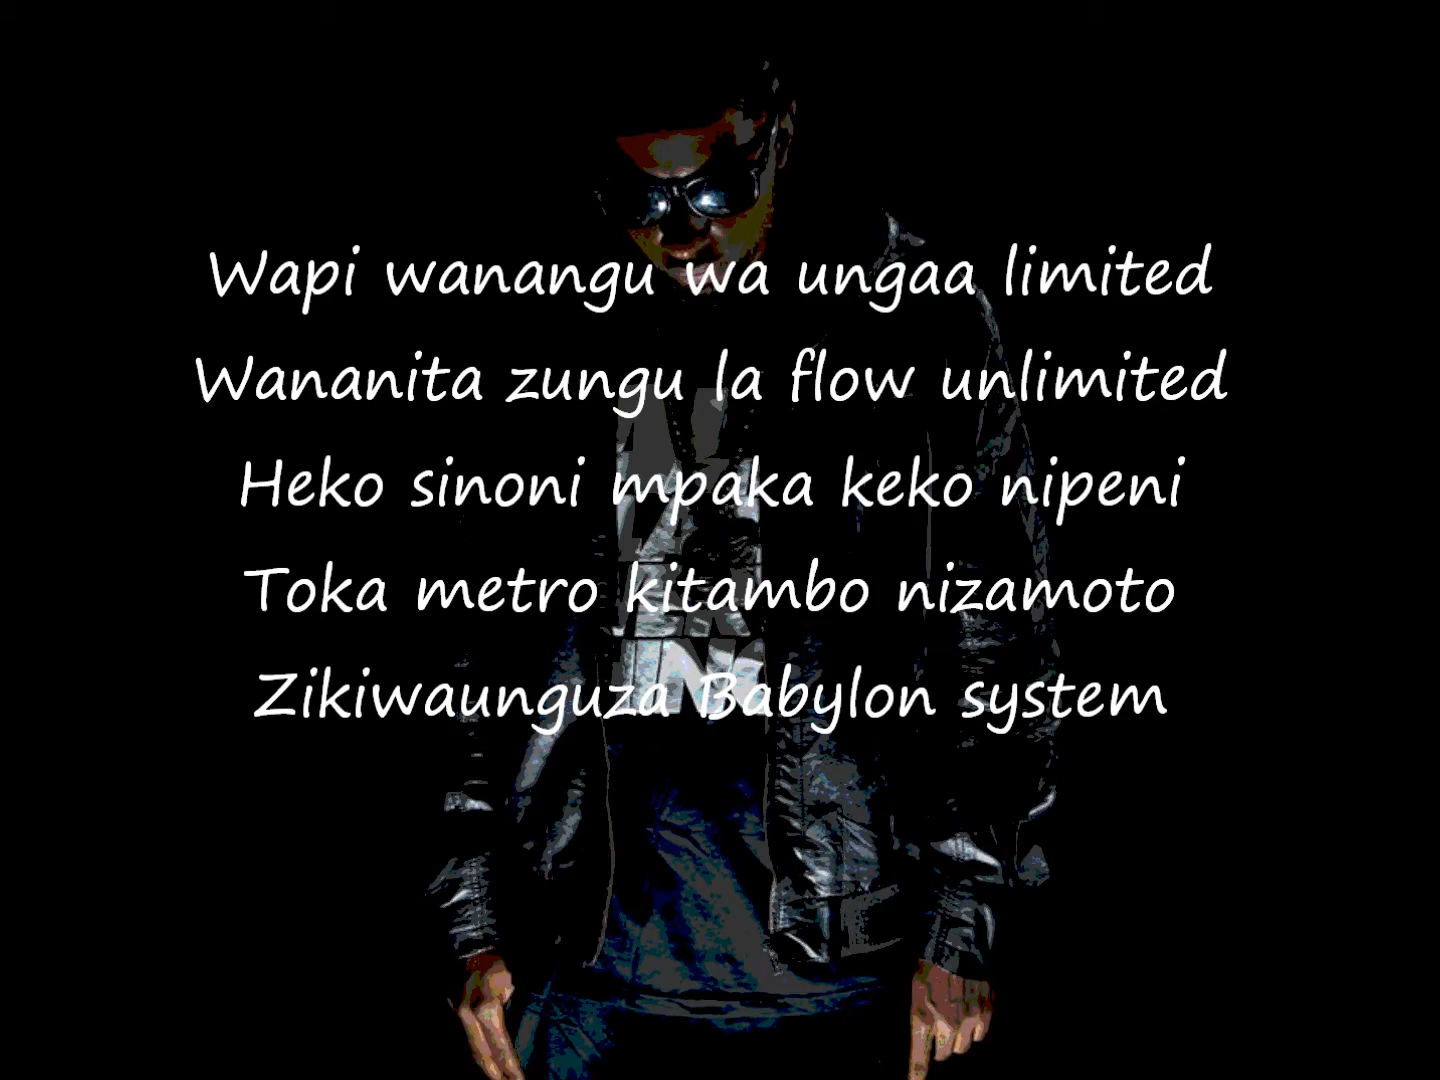 Wapi wanangu wa ungaa limited
Wananita zungu la flow unlimited
Heko sinoni mpaka keko nipeni
Toka metro kitambo nizamoto
Zikiwaunguza Babylon system